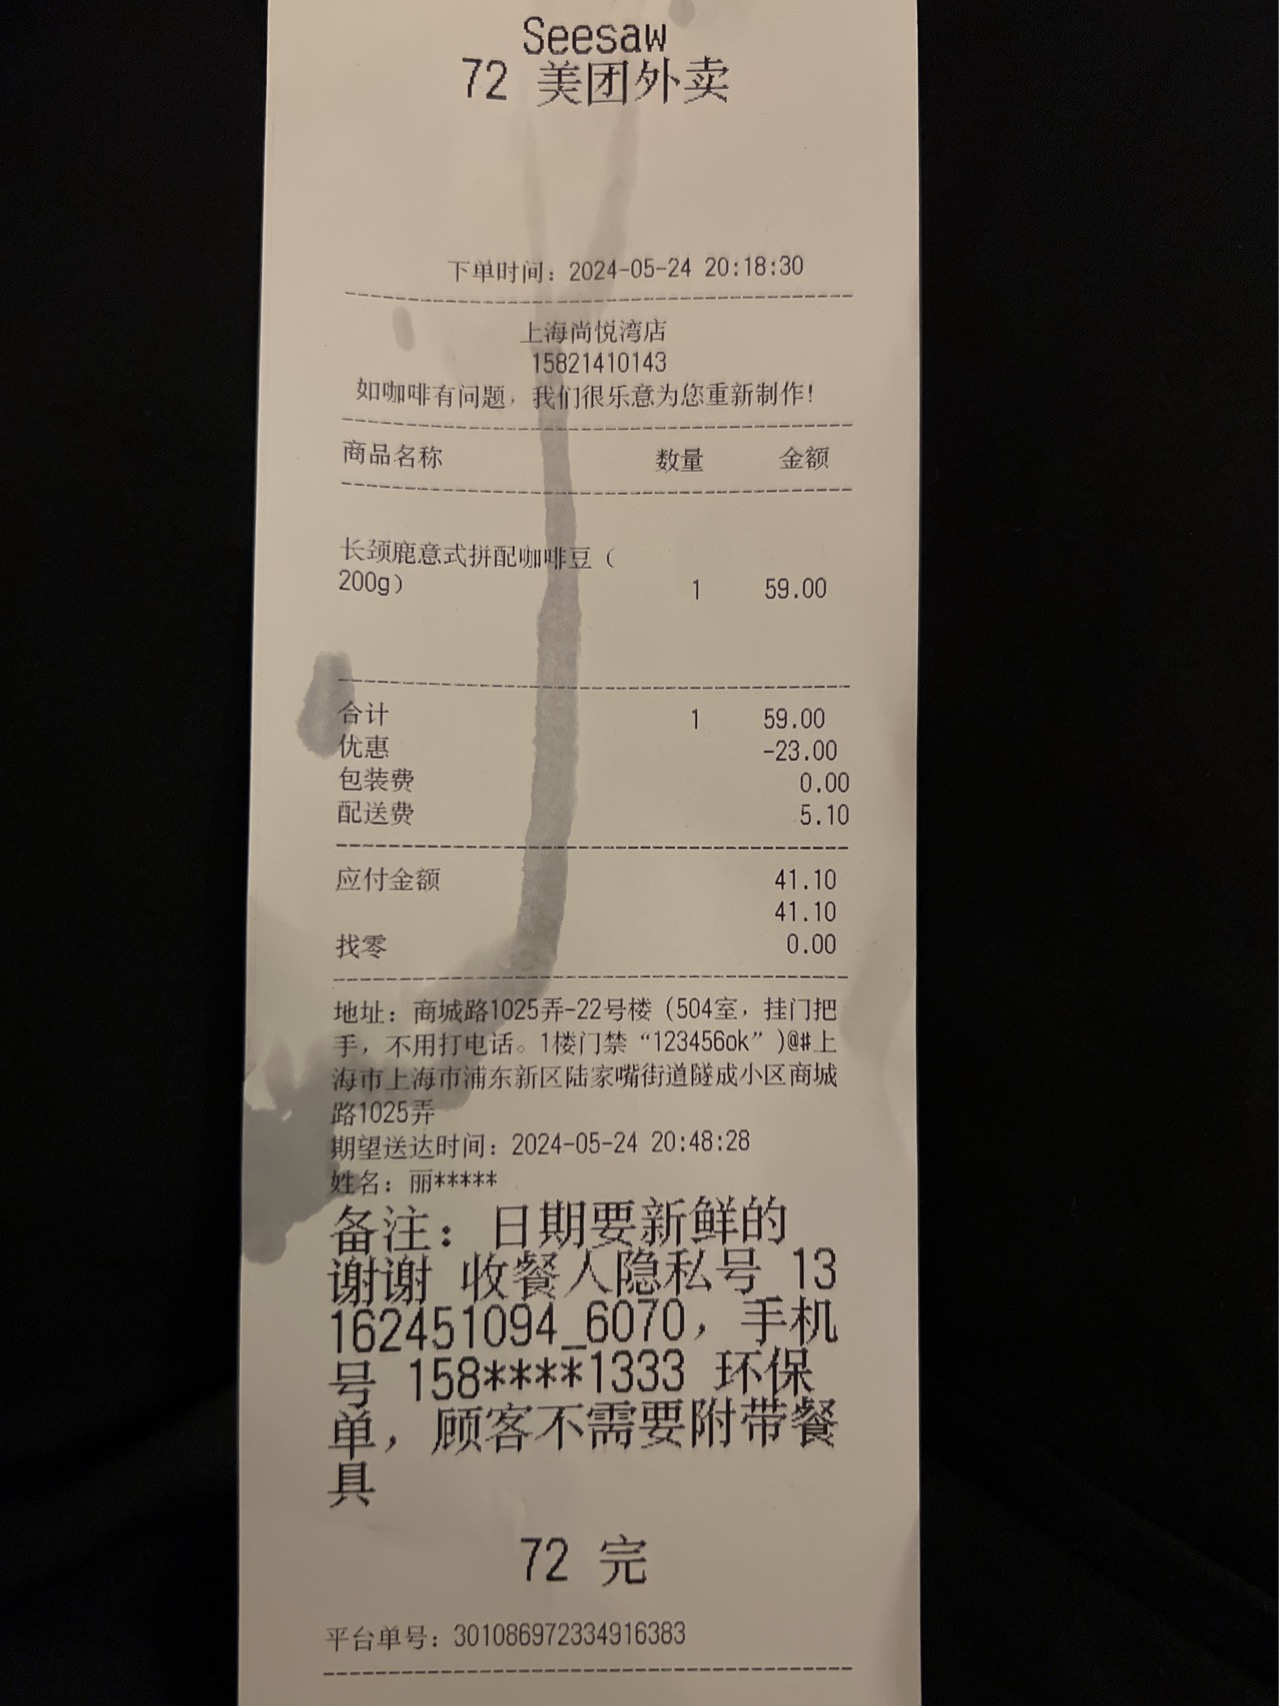 Seesaw
72 美团外卖
下单时间：2024-05-24 20:18:30
上海尚悦湾店
15821410143
如咖啡有问题，我们很乐意为您重新制作！
商品名称 数量 金额
长颈鹿意式拼配咖啡豆（
200g） 1 59.00
合计 1 59.00
优惠 -23.00
包装费 0.00
配送费 5.10
应付金额 41.10
41.10
找零 0.00
地址：商城路1025弄-22号楼（504室，挂门把
手，不用打电话。1楼门禁“123456ok”)@#上
海市上海市浦东新区陆家嘴街道隧成小区商城
路1025弄
期望送达时间：2024-05-24 20:48:28
姓名：丽*****
备注：日期要新鲜的
谢谢 收餐人隐私号 13
162451094_6070，手机
号 158****1333 环保
单，顾客不需要附带餐
具
72 完
平台单号：301086972334916383